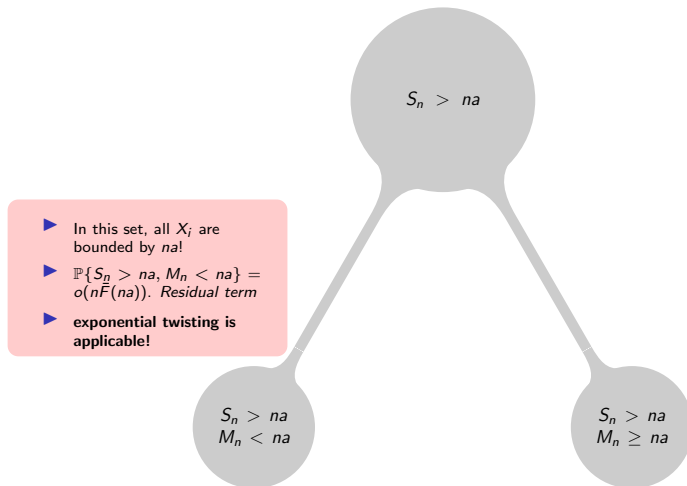 S_n > na
▶ In this set, all X_i are
bounded by na!
▶ ℙ{S_n > na, M_n < na} =
o(nF̄(na)). Residual term
▶ exponential twisting is
applicable!
S_n > na
M_n < na
S_n > na
M_n ≥ na